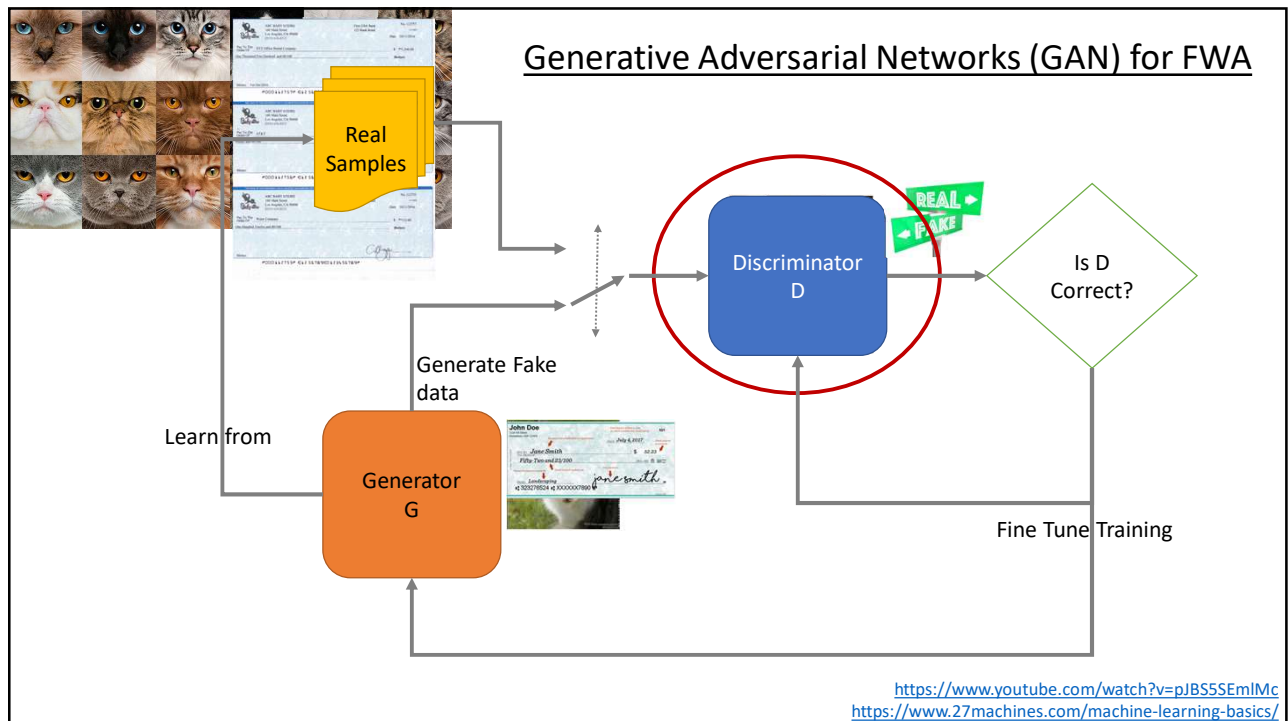 Generative Adversarial Networks (GAN) for FWA
Real
Samples
REAL
FAKE
Discriminator
D
Is D
Correct?
Generate Fake
data
Learn from
Generator
G
John Doe
July 4, 2017
Jane Smith
$ 52.23
Fifty Two and 23/100
Landscaping
jane smith
Fine Tune Training
https://www.youtube.com/watch?v=pJBS5SEmlMc
https://www.27machines.com/machine-learning-basics/